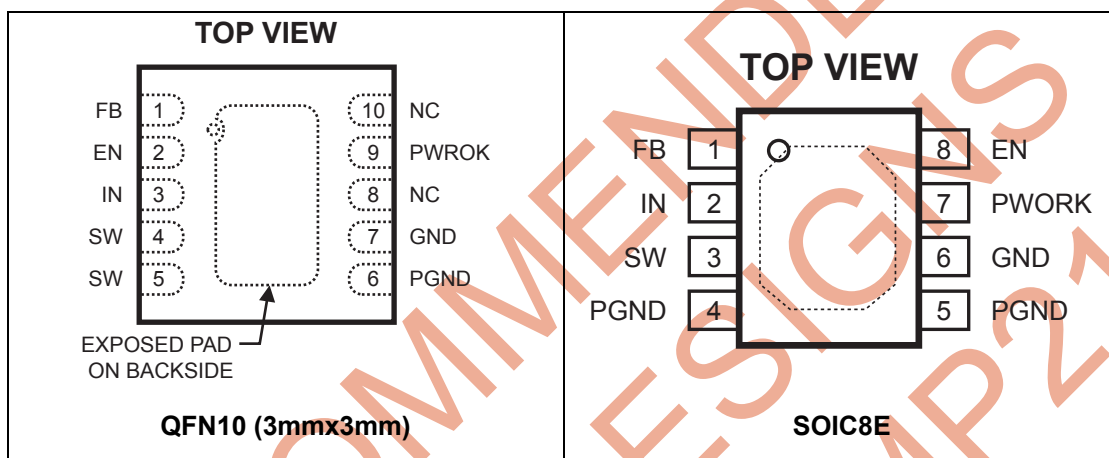 TOP VIEW
FB 1
EN 2
IN 3
SW 4
SW 5
10 NC
9 PWROK
8 NC
7 GND
6 PGND
EXPOSED PAD
ON BACKSIDE
QFN10 (3mmx3mm)
TOP VIEW
FB 1
IN 2
SW 3
PGND 4
8 EN
7 PWORK
6 GND
5 PGND
SOIC8E